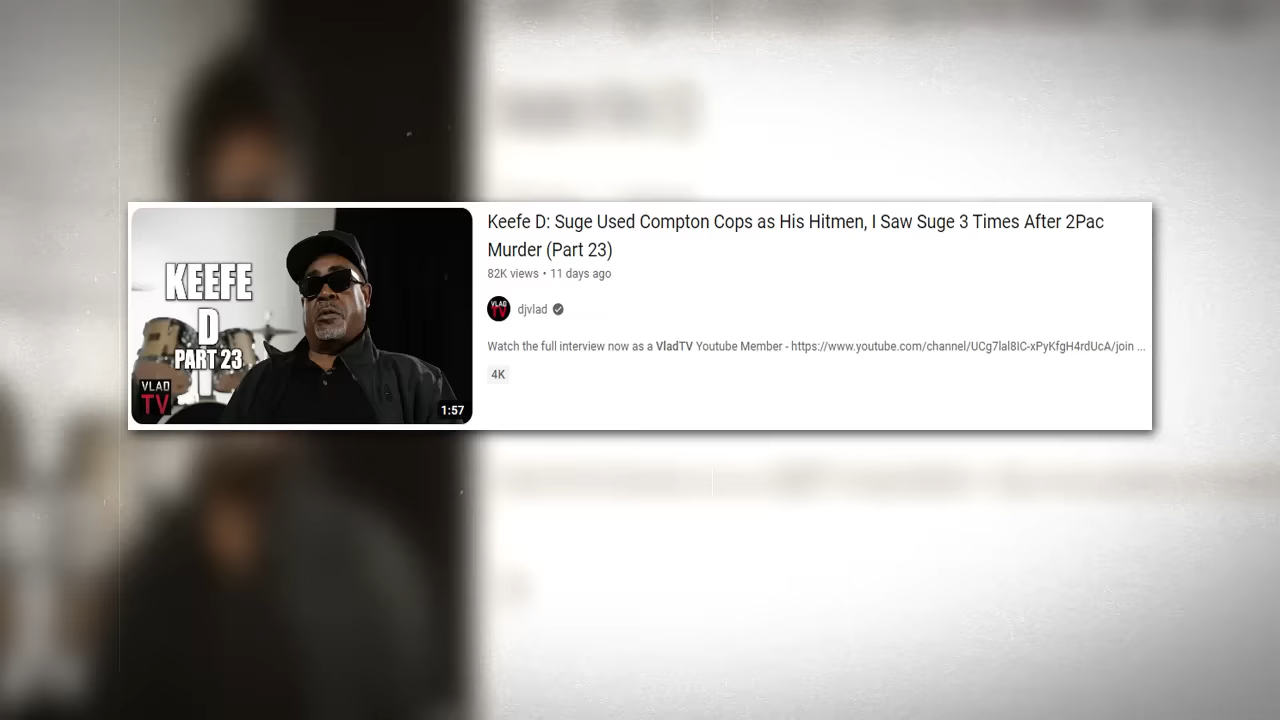 KEEFE
D
PART 23
VLAD
TV
1:57
Keefe D: Suge Used Compton Cops as His Hitmen, I Saw Suge 3 Times After 2Pac
Murder (Part 23)
82K views • 11 days ago
VLAD
TV
djvlad
Watch the full interview now as a VladTV Youtube Member - https://www.youtube.com/channel/UCg7lal8IC-xPyKfgH4rdUcA/join ...
4K